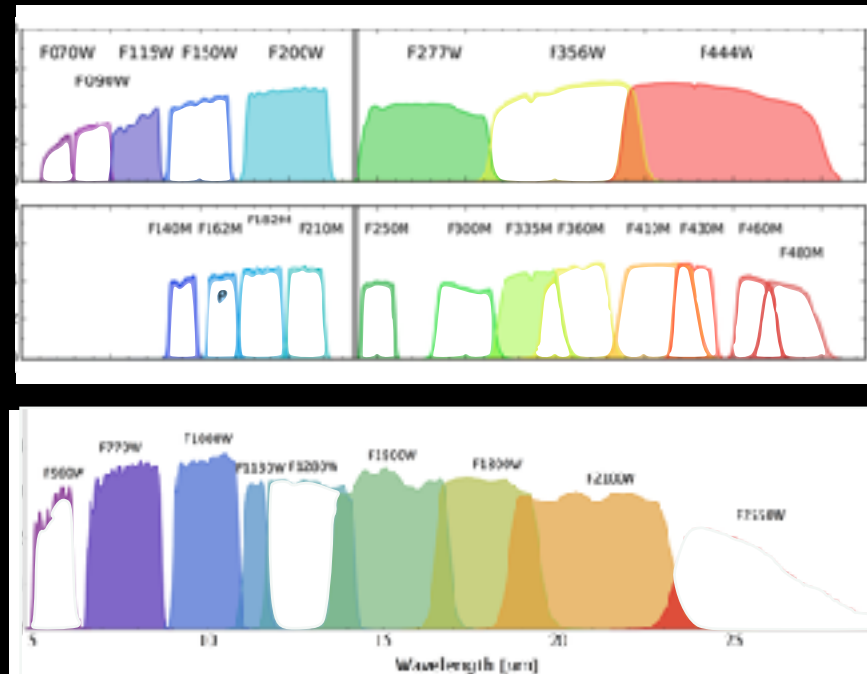 F070W F115W F150W F200W F277W F356W F444W
F090W
F182M
F140M F162M F210M F250M F300M F335M F360M F410M F430M F460M
F480M
F1000W
F770W
F1500W
F1800W
F1130W F1280W
F560W
F2100W
F2550W
5 10 15 20 25
Wavelength [μm]